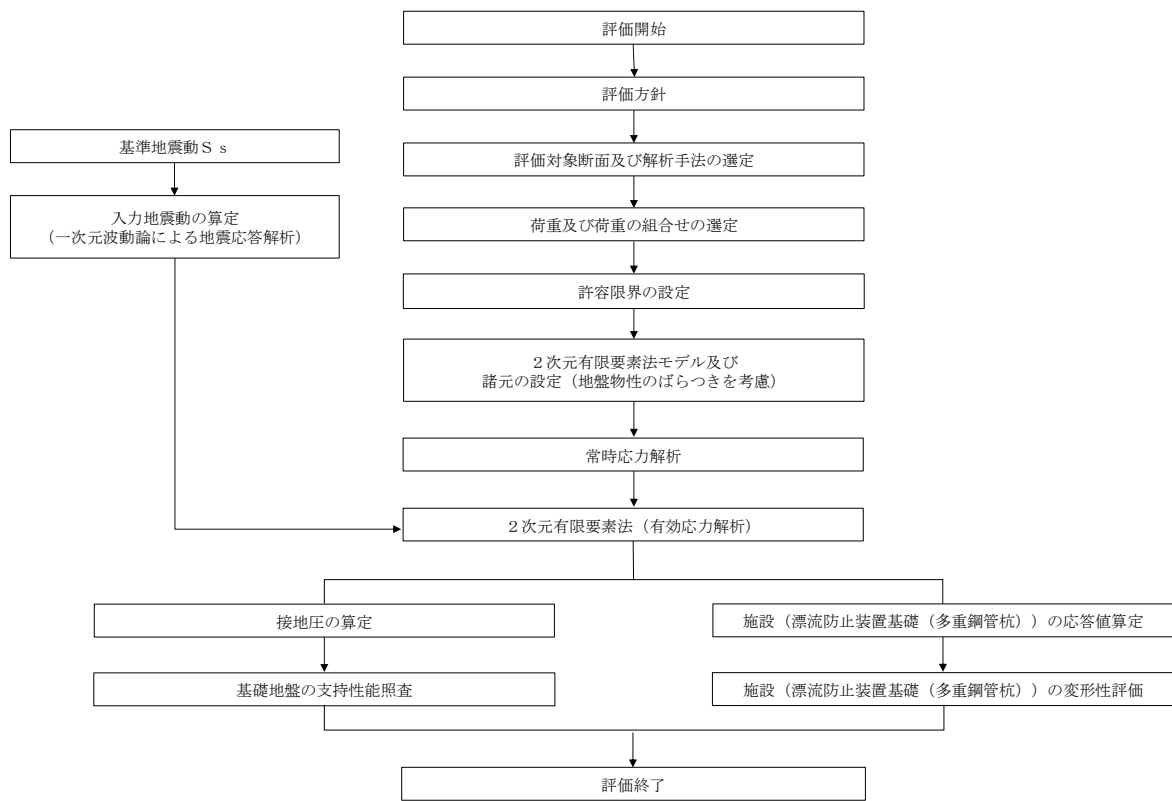 評価開始
評価方針
基準地震動Ｓｓ
評価対象断面及び解析手法の選定
入力地震動の算定
（一次元波動論による地震応答解析）
荷重及び荷重の組合せの選定
許容限界の設定
２次元有限要素法モデル及び
諸元の設定（地盤物性のばらつきを考慮）
常時応力解析
２次元有限要素法（有効応力解析）
接地圧の算定
施設（漂流防止装置基礎（多重鋼管杭））の応答値算定
基礎地盤の支持性能照査
施設（漂流防止装置基礎（多重鋼管杭））の変形性評価
評価終了